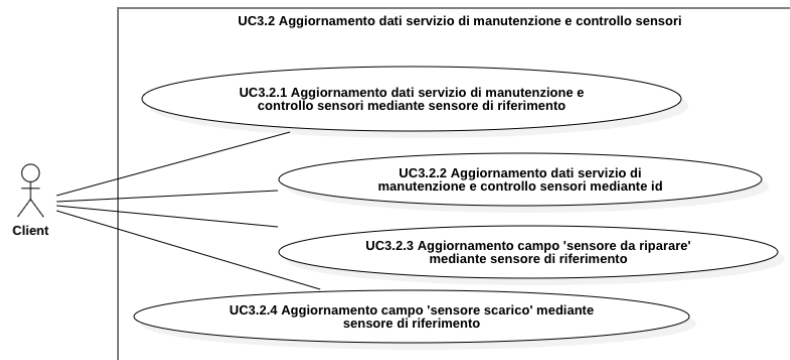 UC3.2 Aggiornamento dati servizio di manutenzione e controllo sensori
UC3.2.1 Aggiornamento dati servizio di manutenzione e
controllo sensori mediante sensore di riferimento
UC3.2.2 Aggiornamento dati servizio di
manutenzione e controllo sensori mediante id
Client
UC3.2.3 Aggiornamento campo 'sensore da riparare'
mediante sensore di riferimento
UC3.2.4 Aggiornamento campo 'sensore scarico' mediante
sensore di riferimento